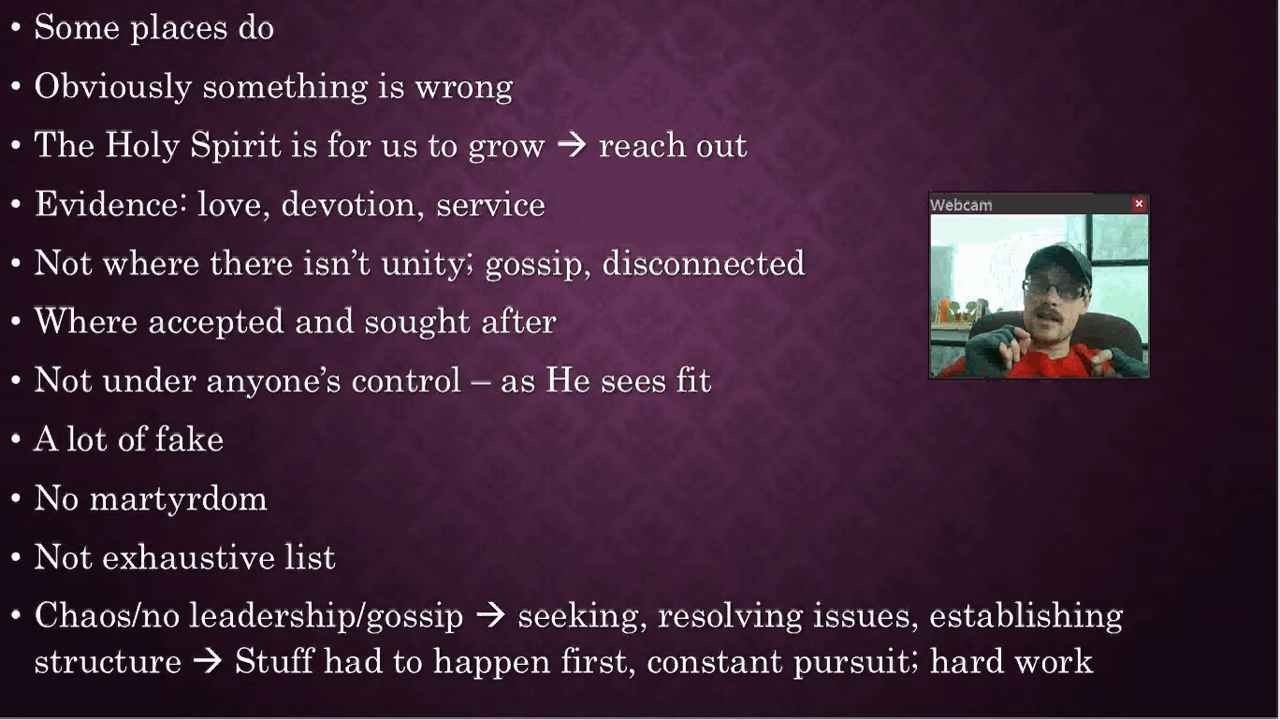 • Some places do
• Obviously something is wrong
• The Holy Spirit is for us to grow → reach out
• Evidence: love, devotion, service
• Not where there isn’t unity; gossip, disconnected
• Where accepted and sought after
• Not under anyone’s control – as He sees fit
• A lot of fake
• No martyrdom
• Not exhaustive list
• Chaos/no leadership/gossip → seeking, resolving issues, establishing
structure → Stuff had to happen first, constant pursuit; hard work
Webcam